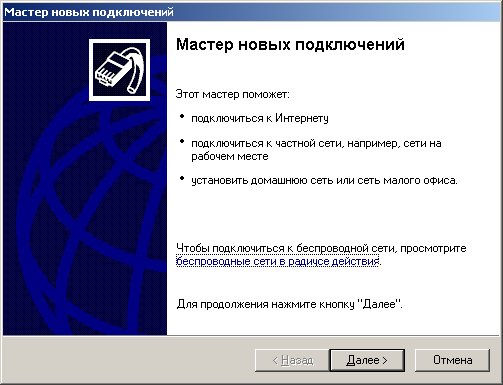 Мастер новых подключений
Мастер новых подключений
Этот мастер поможет:
• подключиться к Интернету
• подключиться к частной сети, например, сети на
рабочем месте
• установить домашнюю сеть или сеть малого офиса.
Чтобы подключиться к беспроводной сети, просмотрите
беспроводные сети в радиусе действия.
Для продолжения нажмите кнопку "Далее".
< Назад
Далее >
Отмена